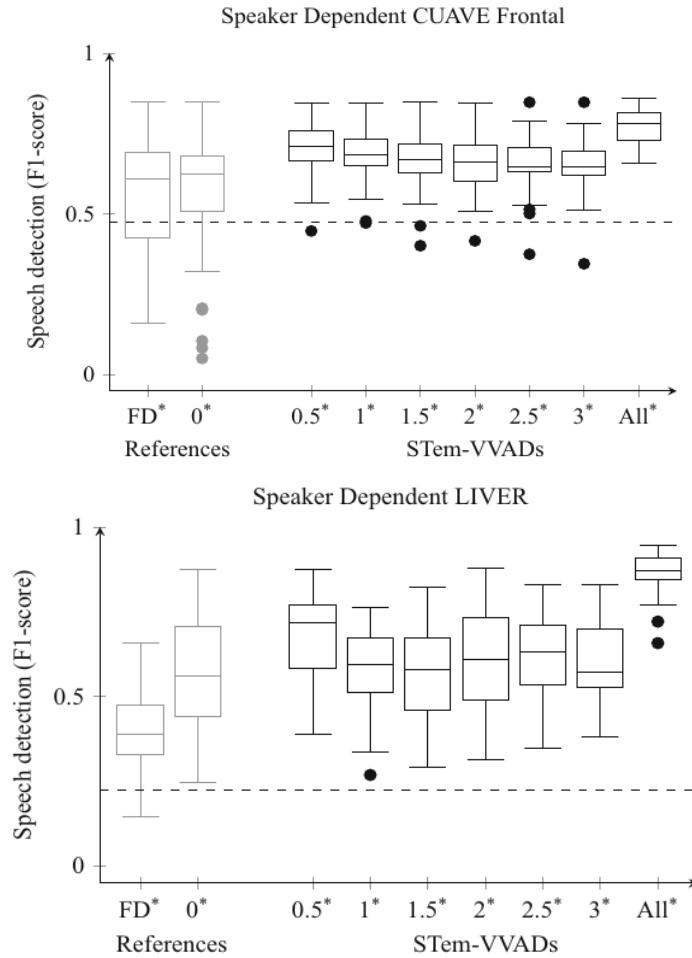 Speaker Dependent CUAVE Frontal
Speech detection (F1-score)
1
0.5
0
FD* 0* 0.5* 1* 1.5* 2* 2.5* 3* All*
References STem-VVADs
Speaker Dependent LIVER
Speech detection (F1-score)
1
0.5
0
FD* 0* 0.5* 1* 1.5* 2* 2.5* 3* All*
References STem-VVADs